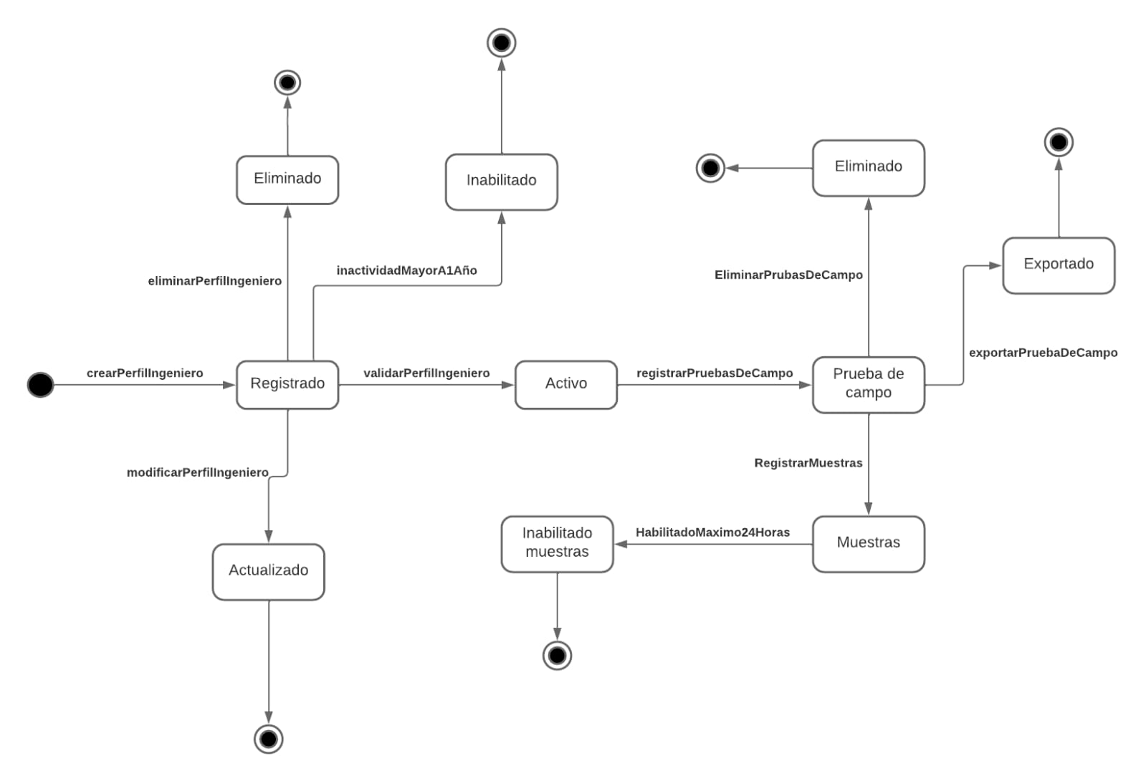 Eliminado
Inabilitado
Eliminado
Exportado
inactividadMayorA1Año
eliminarPerfilIngeniero
EliminarPrubasDeCampo
exportarPruebaDeCampo
crearPerfilIngeniero
Registrado
validarPerfilIngeniero
Activo
registrarPruebasDeCampo
Prueba de
campo
modificarPerfilIngeniero
RegistrarMuestras
Inabilitado
muestras
HabilitadoMaximo24Horas
Muestras
Actualizado